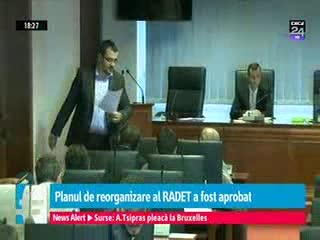 18:27
DIGI
24
Planul de reorganizare al RADET a fost aprobat
News Alert Surse: A.Tsipras pleacă la Bruxelles